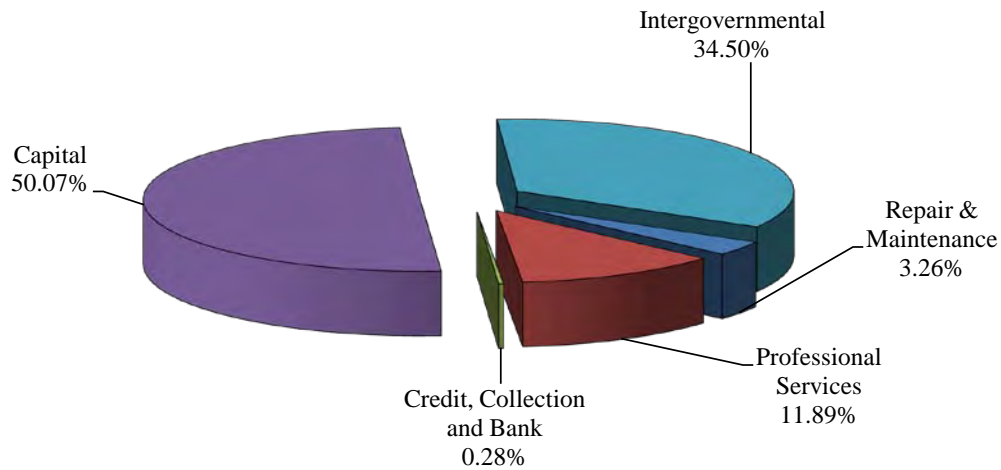 Intergovernmental
34.50%
Capital
50.07%
Repair &
Maintenance
3.26%
Professional
Services
11.89%
Credit, Collection
and Bank
0.28%